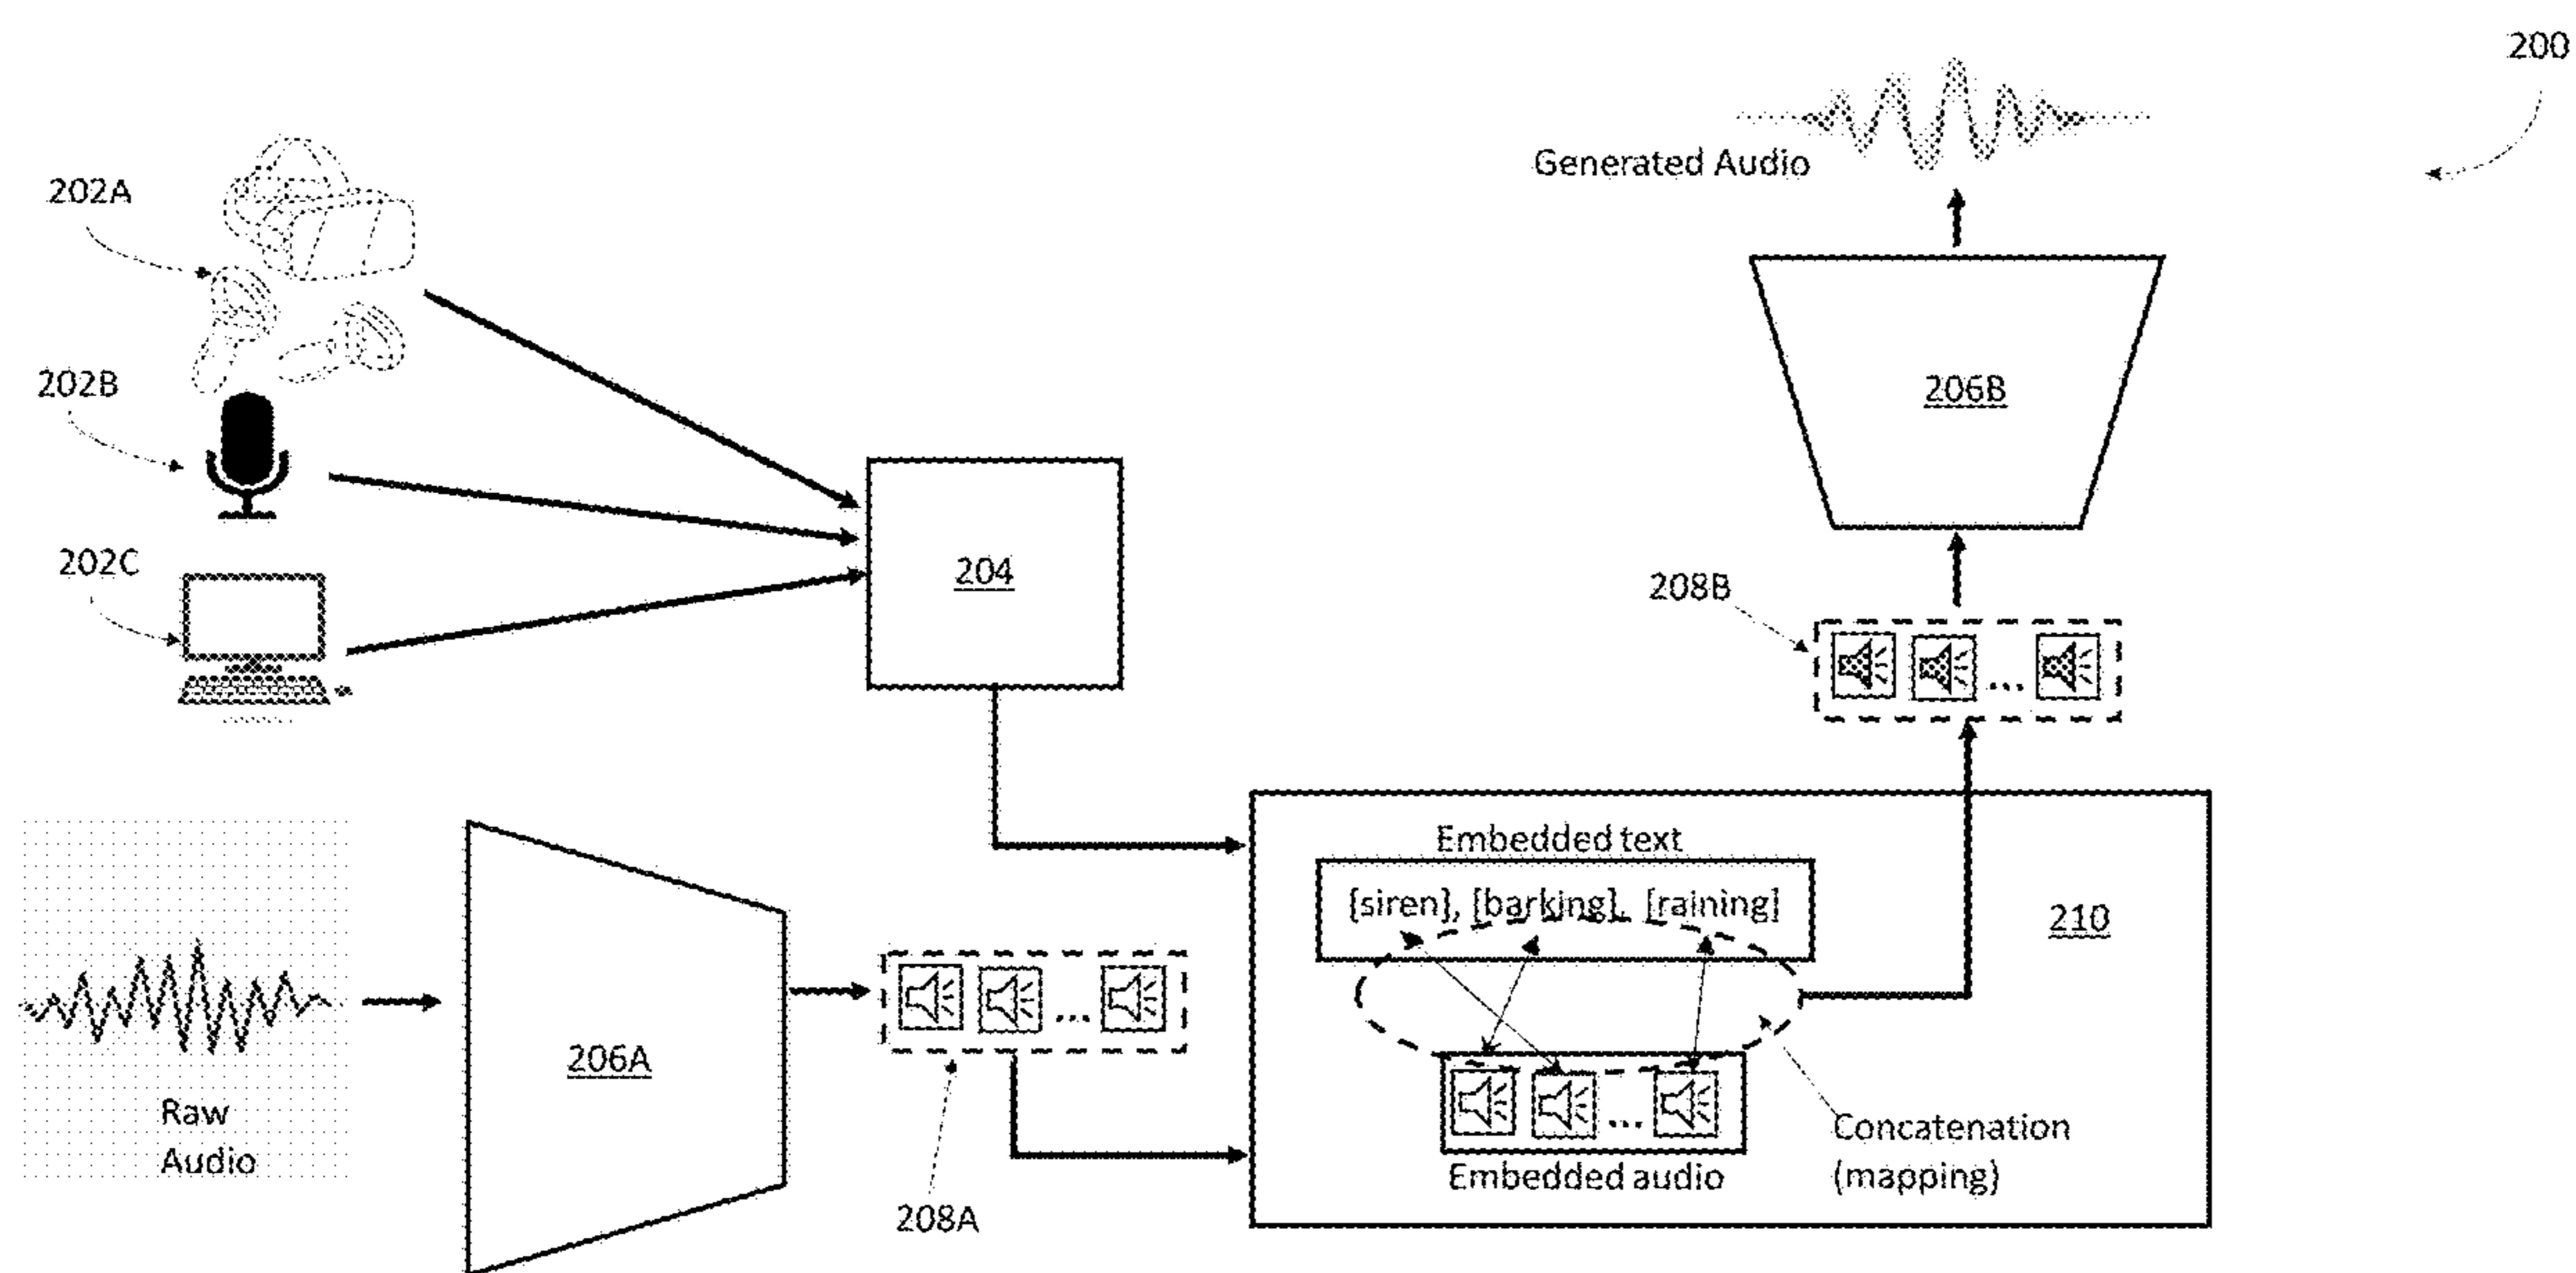 200
Generated Audio
202A
202B
206B
202C
204
208B
Embedded text
{siren}, [barking], [raining]
210
206A
Raw
Audio
Concatenation
(mapping)
Embedded audio
208A